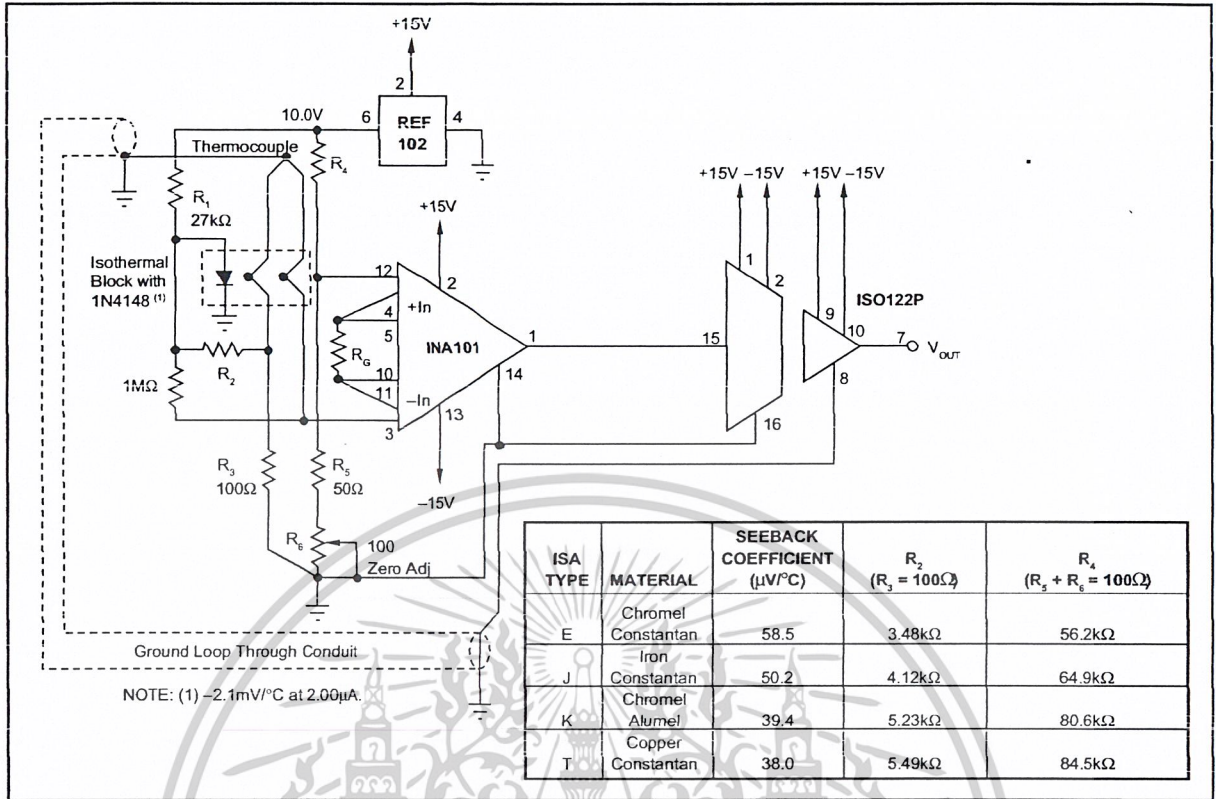 +15V
2
10.0V
6
REF
102
4
Thermocouple
R4
R1
27kΩ
+15V
+15V –15V
+15V –15V
Isothermal
Block with
1N4148 (1)
12
2
1
2
ISO122P
9
10
+In
4
5
RG
INA101
1
15
7
VOUT
R2
10
11
14
8
1MΩ
–In
13
3
16
R3
100Ω
R5
50Ω
–15V
R6
100
Zero Adj
Ground Loop Through Conduit
NOTE: (1) –2.1mV/°C at 2.00µA.
ISA TYPE MATERIAL SEEBACK COEFFICIENT (µV/°C) R2 (R3 = 100Ω) R4 (R5 + R6 = 100Ω)
E Chromel Constantan 58.5 3.48kΩ 56.2kΩ
J Iron Constantan 50.2 4.12kΩ 64.9kΩ
K Chromel Alumel 39.4 5.23kΩ 80.6kΩ
T Copper Constantan 38.0 5.49kΩ 84.5kΩ